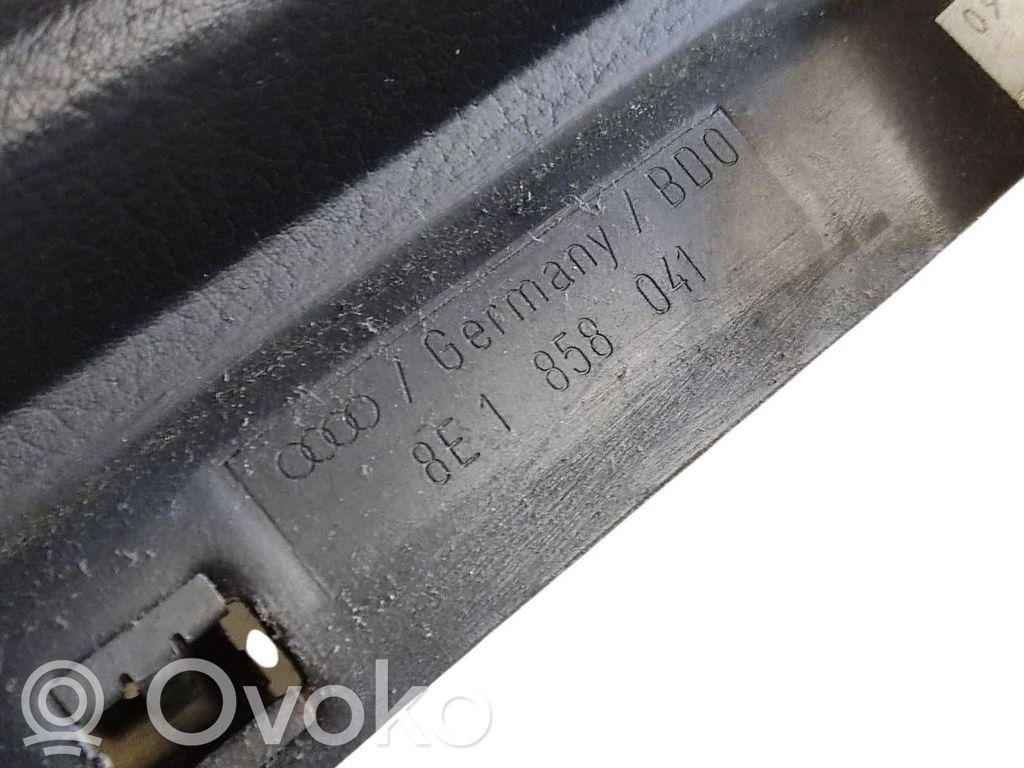 / Germany / BDO
8E1 858 041
Ovoko